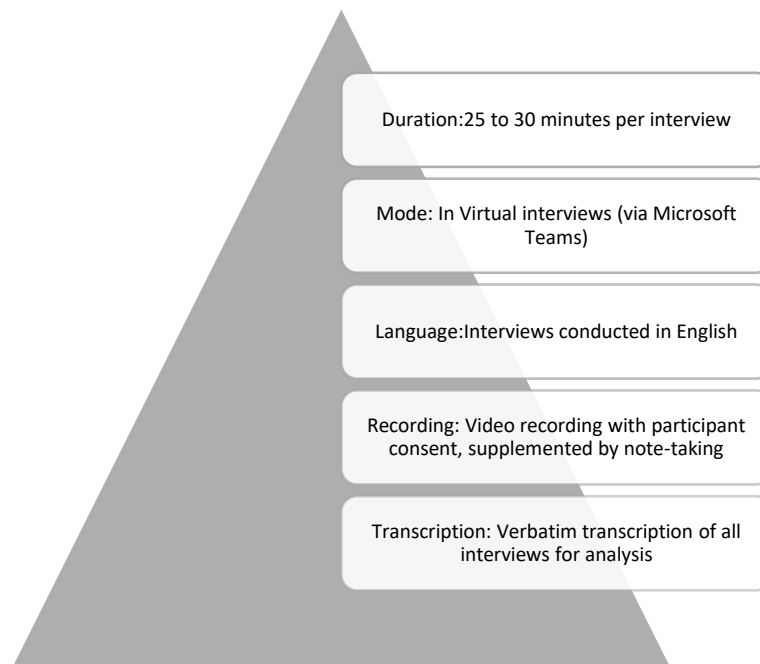 Duration:25 to 30 minutes per interview
Mode: In Virtual interviews (via Microsoft
Teams)
Language:Interviews conducted in English
Recording: Video recording with participant
consent, supplemented by note-taking
Transcription: Verbatim transcription of all
interviews for analysis